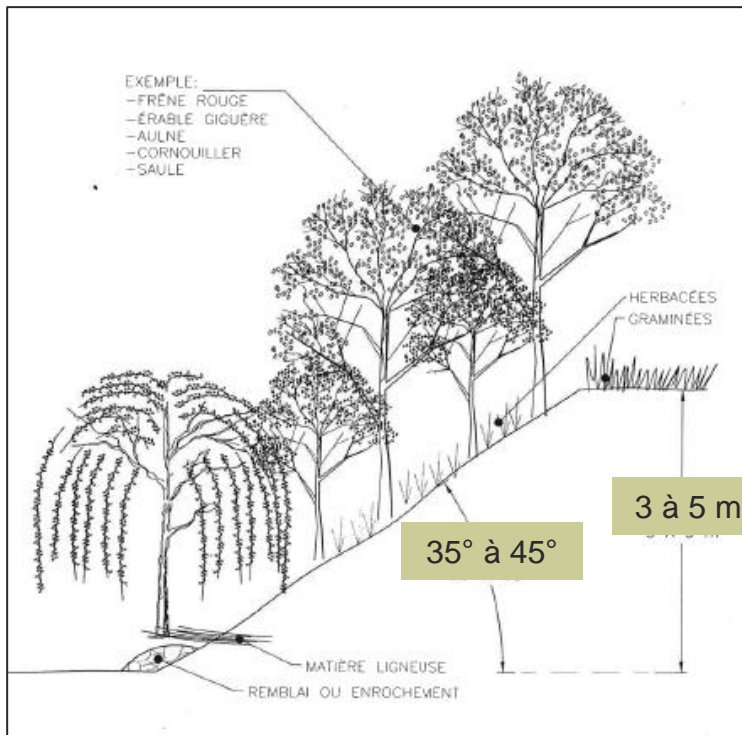 EXEMPLE:
-FRÊNE ROUGE
-ÉRABLE GIGUÈRE
-AULNE
-CORNOUILLER
-SAULE
HERBACÉES
GRAMINÉES
3 à 5 m
35° à 45°
MATIÈRE LIGNEUSE
REMBLAI OU ENROCHEMENT